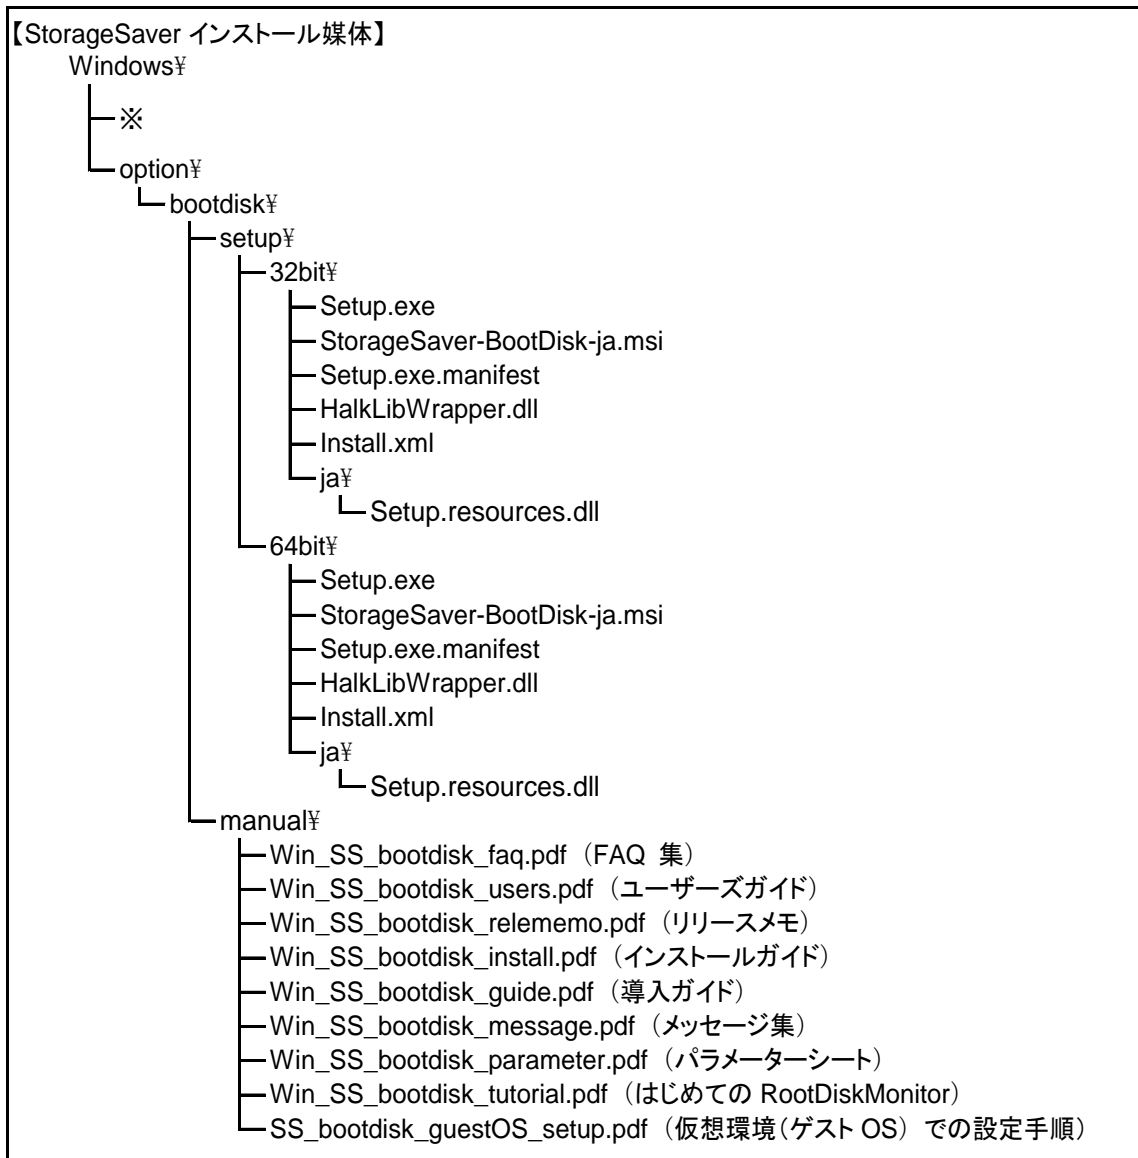 【StorageSaver インストール媒体】
Windows¥
※
option¥
bootdisk¥
setup¥
32bit¥
Setup.exe
StorageSaver-BootDisk-ja.msi
Setup.exe.manifest
HalkLibWrapper.dll
Install.xml
ja¥
Setup.resources.dll
64bit¥
Setup.exe
StorageSaver-BootDisk-ja.msi
Setup.exe.manifest
HalkLibWrapper.dll
Install.xml
ja¥
Setup.resources.dll
manual¥
Win_SS_bootdisk_faq.pdf（FAQ 集）
Win_SS_bootdisk_users.pdf（ユーザーズガイド）
Win_SS_bootdisk_relememo.pdf（リリースメモ）
Win_SS_bootdisk_install.pdf（インストールガイド）
Win_SS_bootdisk_guide.pdf（導入ガイド）
Win_SS_bootdisk_message.pdf（メッセージ集）
Win_SS_bootdisk_parameter.pdf（パラメーターシート）
Win_SS_bootdisk_tutorial.pdf（はじめての RootDiskMonitor）
SS_bootdisk_guestOS_setup.pdf（仮想環境（ゲスト OS）での設定手順）